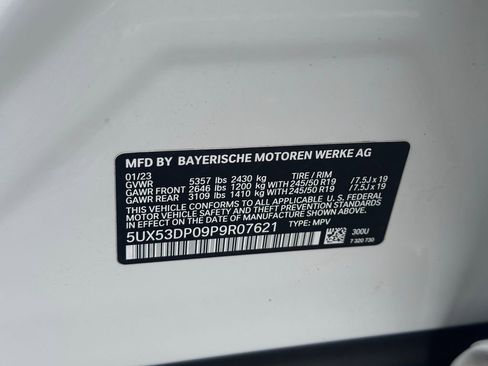 MFD BY BAYERISCHE MOTOREN WERKE AG
01/23
GVWR 5357 lbs 2430 kg TIRE / RIM
GAWR FRONT 2646 lbs 1200 kg WITH 245/50 R19 / 7.5J x 19
GAWR REAR 3109 lbs 1410 kg WITH 245/50 R19 / 7.5J x 19
THIS VEHICLE CONFORMS TO ALL APPLICABLE U. S. FEDERAL
MOTOR VEHICLE SAFETY, BUMPER, AND THEFT PREVENTION
STANDARDS IN EFFECT ON THE DATE OF MANUFACTURE SHOWN ABOVE.
5UX53DP09P9R07621 TYPE: MPV 300U
7 320 730